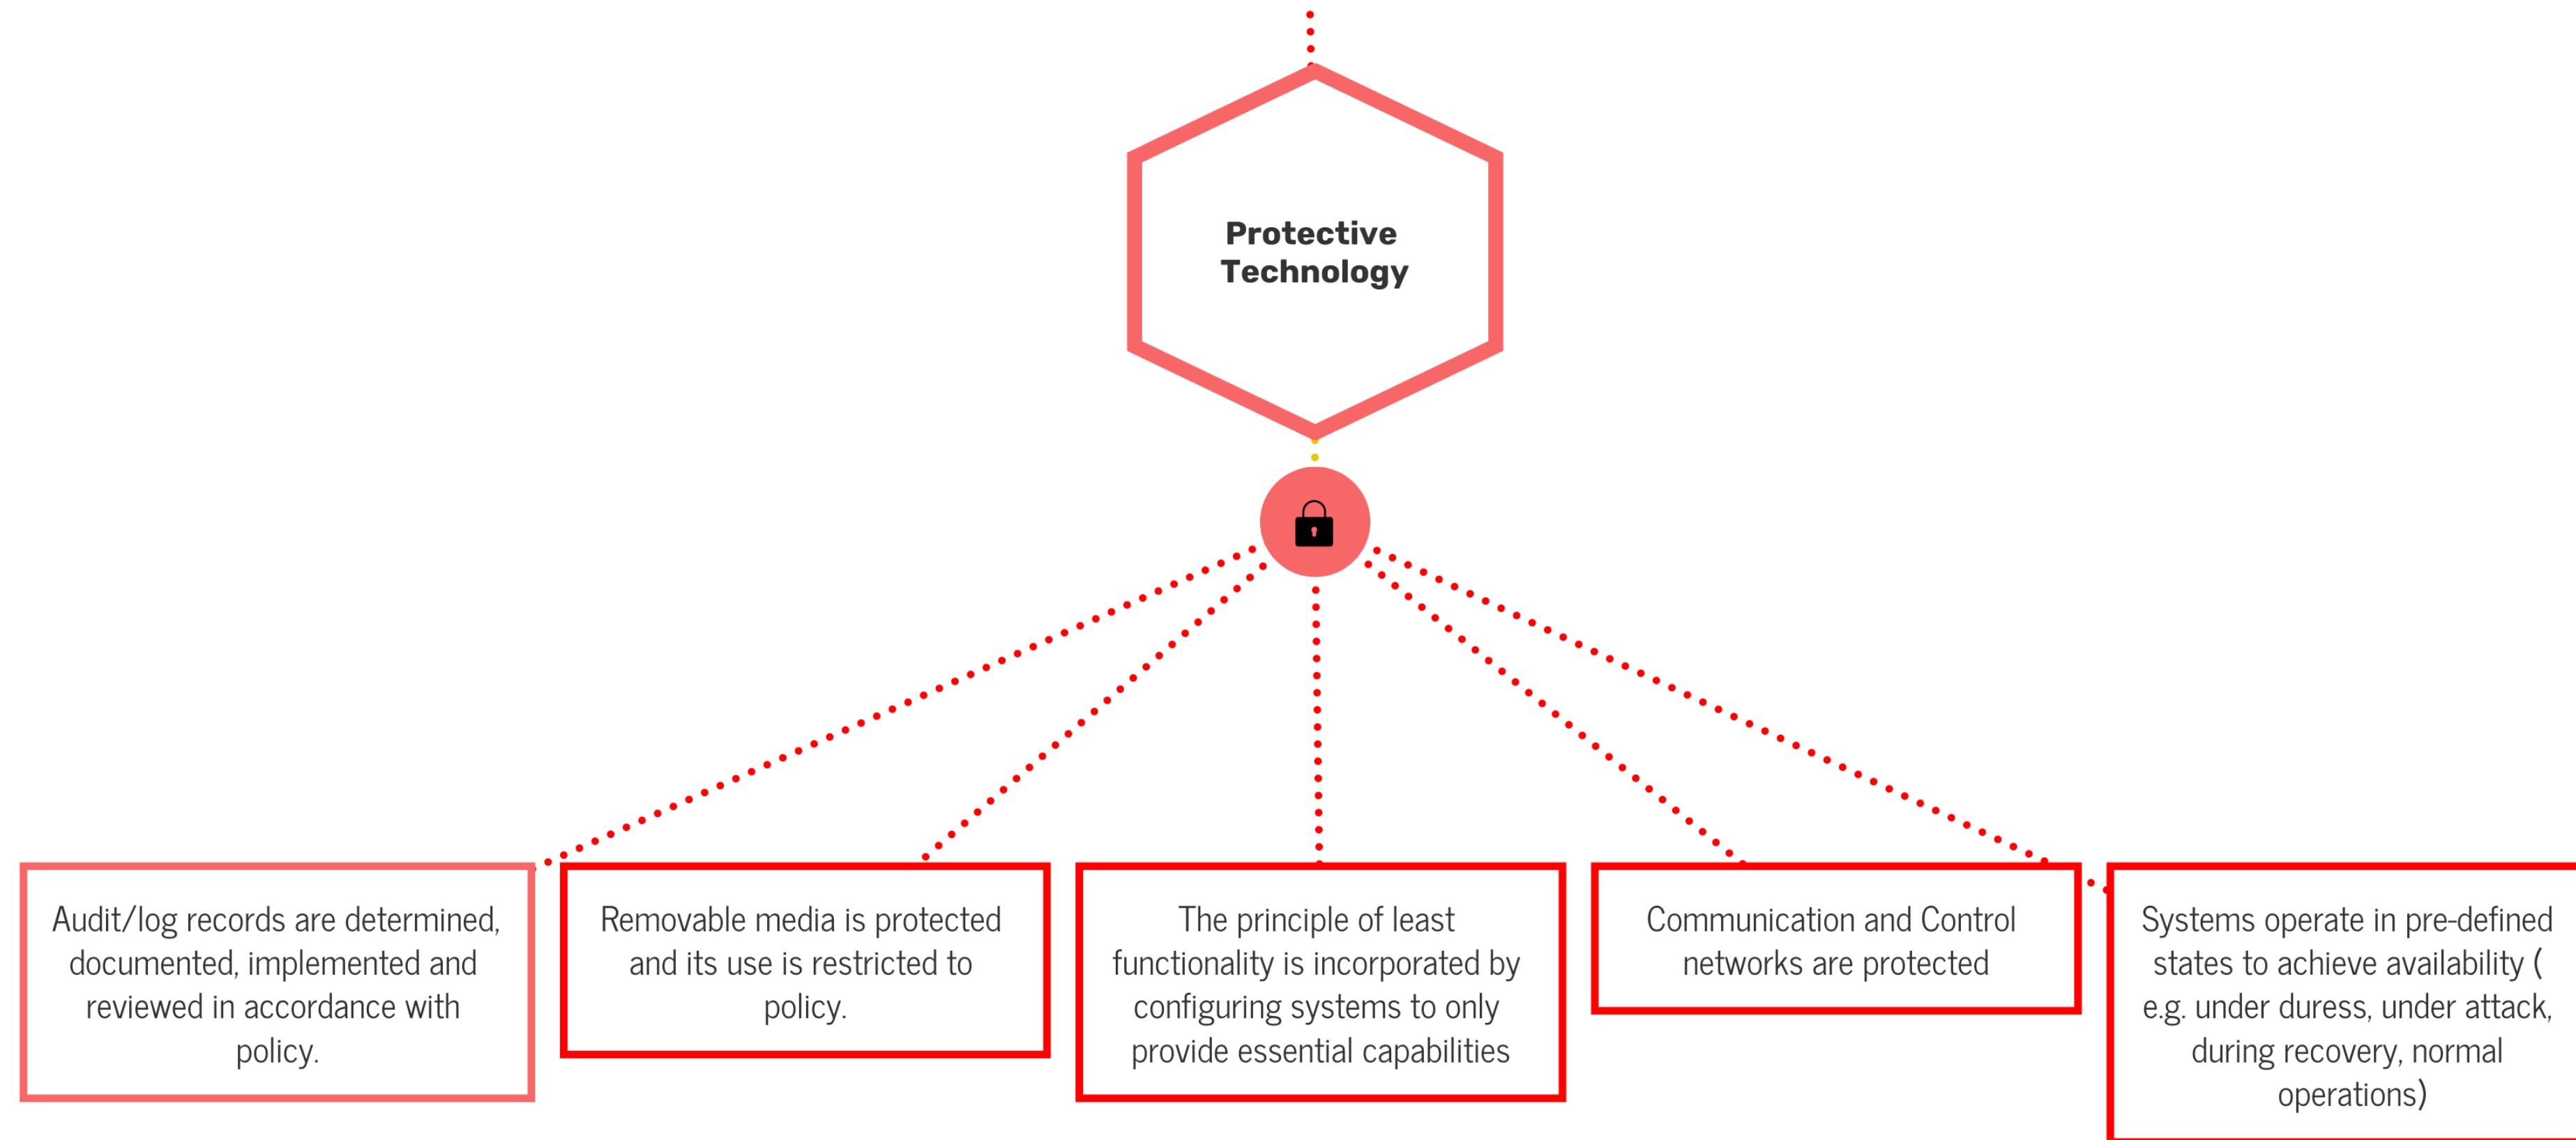 Protective
Technology
Audit/log records are determined,
documented, implemented and
reviewed in accordance with
policy.
Removable media is protected
and its use is restricted to
policy.
The principle of least
functionality is incorporated by
configuring systems to only
provide essential capabilities
Communication and Control
networks are protected
Systems operate in pre-defined
states to achieve availability (
e.g. under duress, under attack,
during recovery, normal
operations)